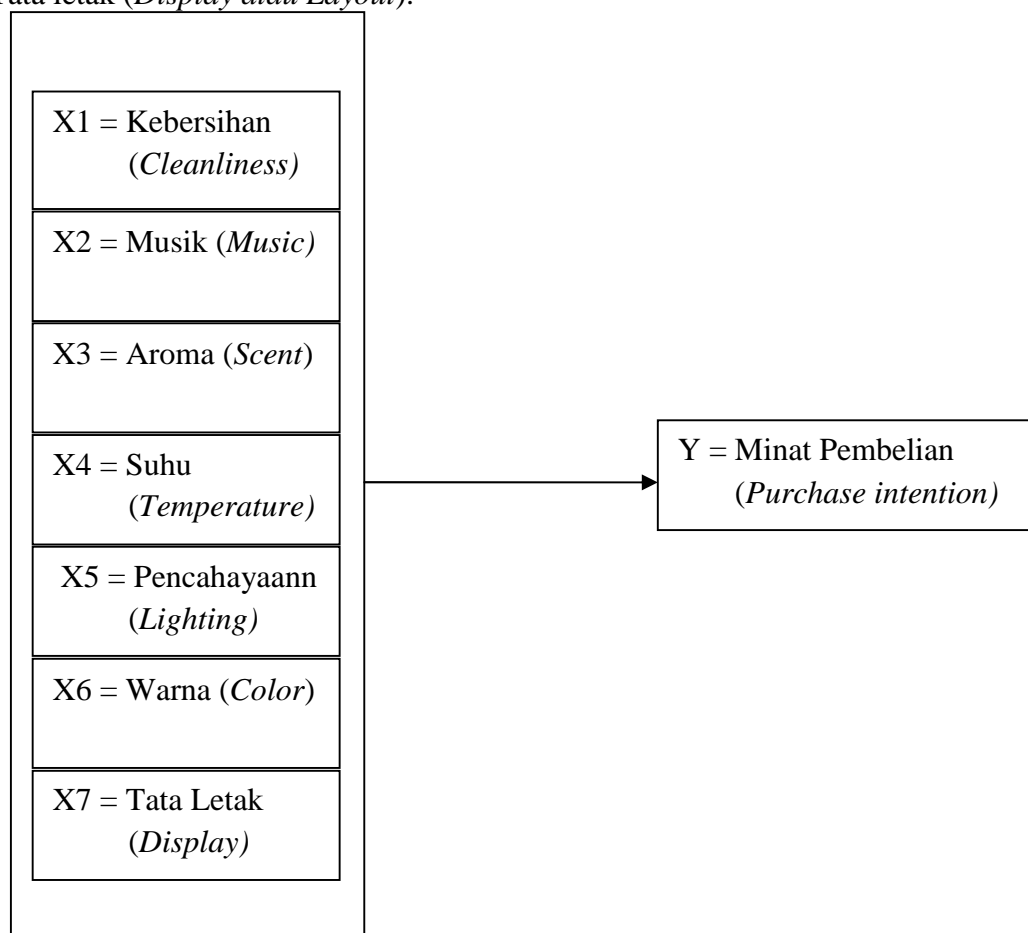 Tata letak (Display atau Layout).
X1 = Kebersihan
(Cleanliness)
X2 = Musik (Music)
X3 = Aroma (Scent)
X4 = Suhu
(Temperature)
X5 = Pencahayaann
(Lighting)
X6 = Warna (Color)
X7 = Tata Letak
(Display)
Y = Minat Pembelian
(Purchase intention)